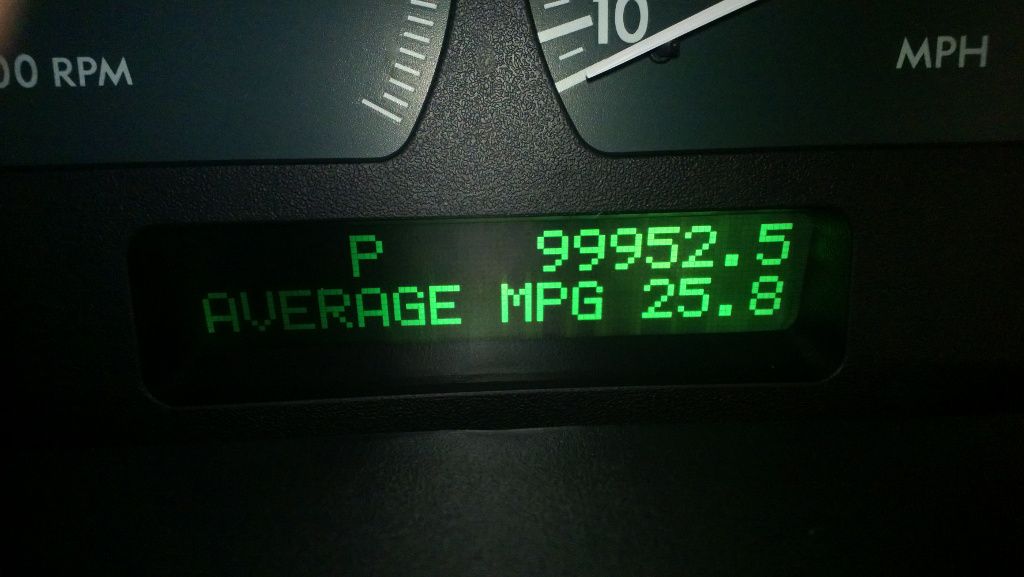 00 RPM
10
MPH
P 99952.5
AVERAGE MPG 25.8